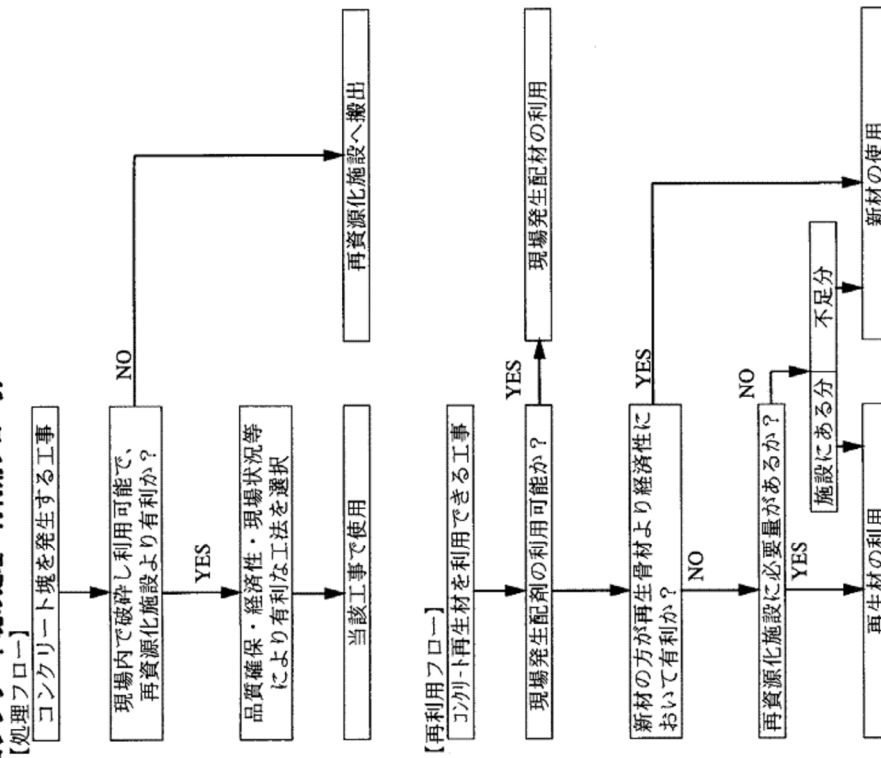 【処理フロー】
コンクリート塊を発生する工事
現場内で破砕し利用可能で、
再資源化施設より有利か？
NO
YES
品質確保・経済性・現場状況等
により有利な工法を選択
当該工事で使用
再資源化施設へ搬出
【再利用フロー】
コンクリート再生材を利用できる工事
現場発生配剤の利用可能か？
YES
現場発生配材の利用
新材の方が再生骨材より経済性に
おいて有利か？
YES
NO
再資源化施設に必要量があるか？
NO
YES
施設にある分
不足分
再生材の利用
新材の使用